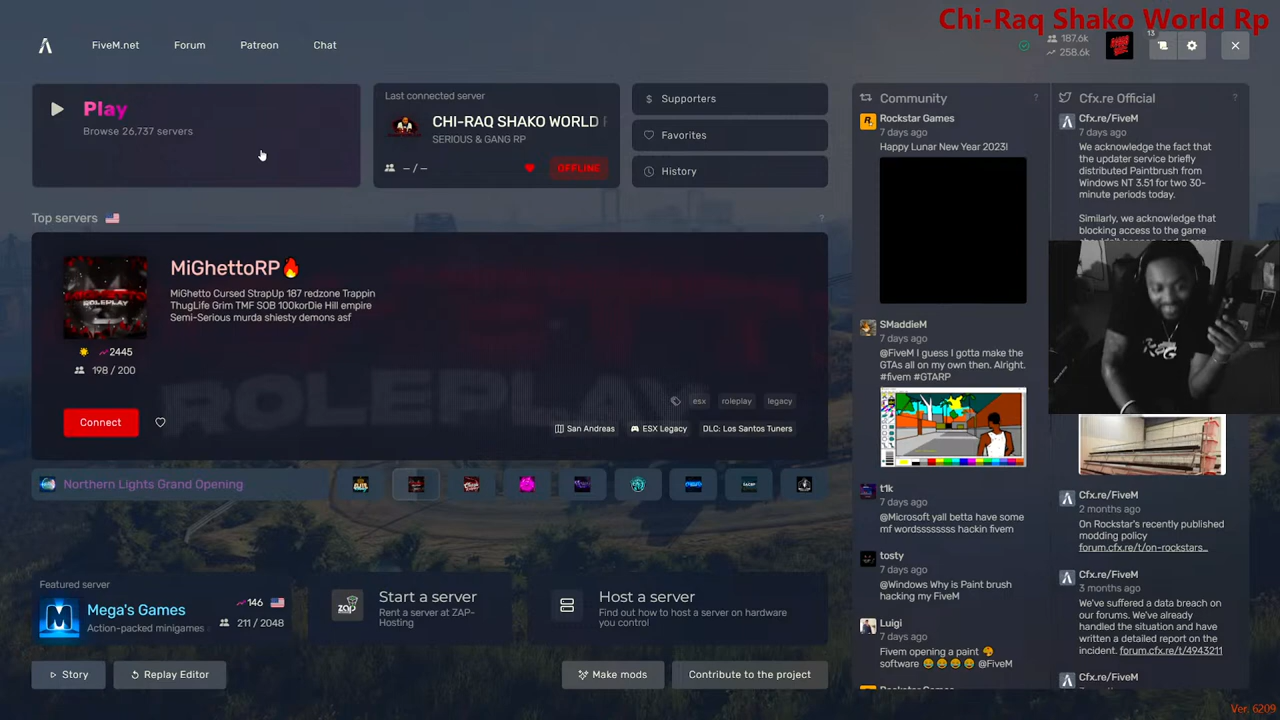 Chi-Raq Shako World Rp
FiveM.net
Forum
Patreon
Chat
187.6k
258.6k
13
Play
Browse 26,737 servers
Last connected server
CHI-RAQ SHAKO WORLD
SERIOUS & GANG RP
– / –
OFFLINE
Supporters
Favorites
History
Top servers
?
MiGhettoRP🔥
MiGhetto Cursed StrapUp 187 redzone Trappin
ThugLife Grim TMF SOB 100korDie Hill empire
Semi-Serious murda shiesty demons asf
ROLEPLAY
2445
198 / 200
Connect
esx
roleplay
legacy
San Andreas
ESX Legacy
DLC: Los Santos Tuners
Northern Lights Grand Opening
Featured server
Mega's Games
Action-packed minigames
146
211 / 2048
Start a server
Rent a server at ZAP-
Hosting
Host a server
Find out how to host a server on hardware
you control
Story
Replay Editor
Make mods
Contribute to the project
Community
?
Rockstar Games
7 days ago
Happy Lunar New Year 2023!
SMaddieM
7 days ago
@FiveM I guess I gotta make the
GTAs all on my own then. Alright.
#fivem #GTARP
t1k
7 days ago
@Microsoft yall betta have some
mf wordsssssss hackin fivem
tosty
7 days ago
@Windows Why is Paint brush
hacking my FiveM
Luigi
7 days ago
Fivem opening a paint 🤷
software 😂😂😂😂 @FiveM
Rockstar Games
Cfx.re Official
?
Cfx.re/FiveM
7 days ago
We acknowledge the fact that
the updater service briefly
distributed Paintbrush from
Windows NT 3.51 for two 30-
minute periods today.
Similarly, we acknowledge that
blocking access to the game
Cfx.re/FiveM
2 months ago
On Rockstar's recently published
modding policy
forum.cfx.re/t/on-rockstars…
Cfx.re/FiveM
3 months ago
We've suffered a data breach on
our forums. We've already
handled the situation and have
written a detailed report on the
incident. forum.cfx.re/t/4943211
Cfx.re/FiveM
Ver. 6209